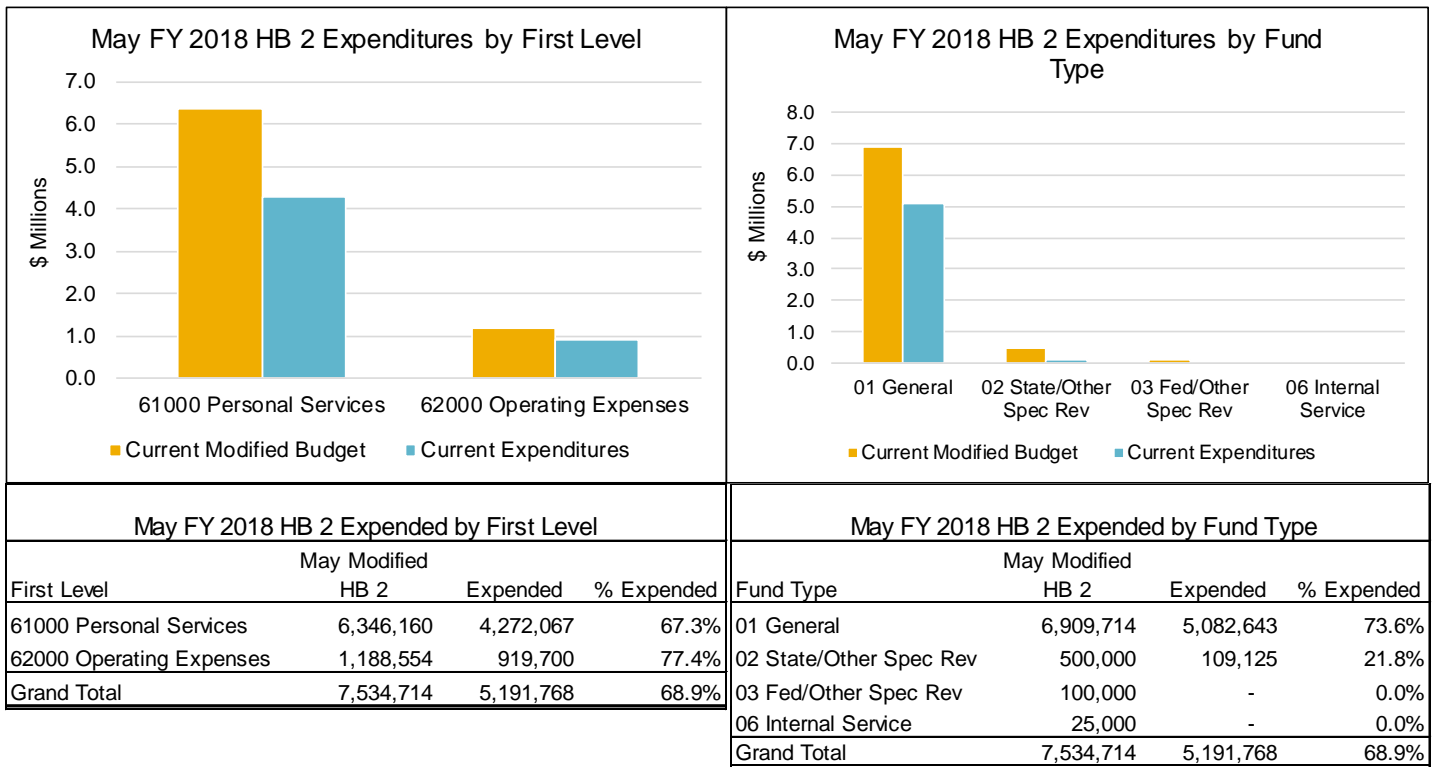 May FY 2018 HB 2 Expenditures by First Level
7.0
6.0
5.0
4.0
3.0
2.0
1.0
0.0
$ Millions
61000 Personal Services 62000 Operating Expenses
Current Modified Budget Current Expenditures
May FY 2018 HB 2 Expenditures by Fund
Type
8.0
7.0
6.0
5.0
4.0
3.0
2.0
1.0
0.0
$ Millions
01 General 02 State/Other 03 Fed/Other 06 Internal
Spec Rev Spec Rev Service
Current Modified Budget Current Expenditures
May FY 2018 HB 2 Expended by First Level
May Modified
First Level HB 2 Expended % Expended
61000 Personal Services 6,346,160 4,272,067 67.3%
62000 Operating Expenses 1,188,554 919,700 77.4%
Grand Total 7,534,714 5,191,768 68.9%
May FY 2018 HB 2 Expended by Fund Type
May Modified
Fund Type HB 2 Expended % Expended
01 General 6,909,714 5,082,643 73.6%
02 State/Other Spec Rev 500,000 109,125 21.8%
03 Fed/Other Spec Rev 100,000 - 0.0%
06 Internal Service 25,000 - 0.0%
Grand Total 7,534,714 5,191,768 68.9%